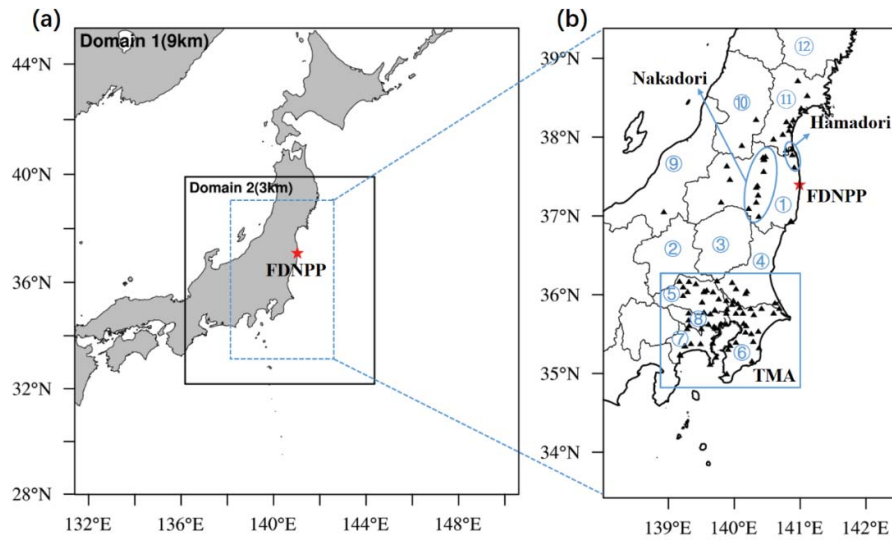 (a)
Domain 1(9km)
44°N
40°N
36°N
32°N
28°N
Domain 2(3km)
FDNPP
132°E 136°E 140°E 144°E 148°E
(b)
39°N
38°N
37°N
36°N
35°N
34°N
⑫
Nakadori
⑩
⑪
Hamadori
⑨
①
FDNPP
②
③
④
⑤
⑧
⑦
⑥
TMA
139°E 140°E 141°E 142°E